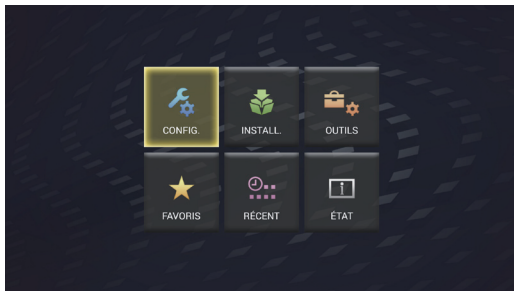 CONFIG.
INSTALL.
OUTILS
FAVORIS
RÉCENT
ÉTAT